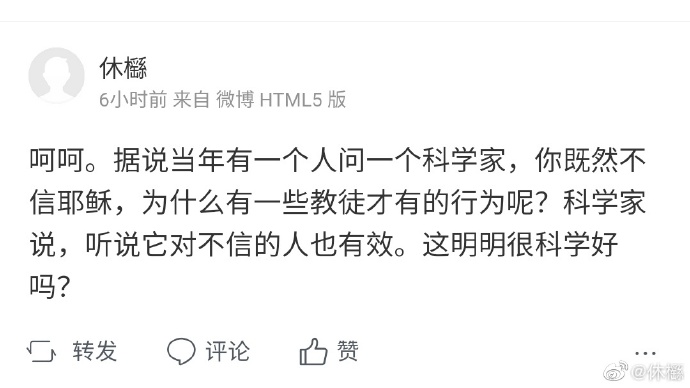 休樧
6小时前 来自 微博 HTML5 版
呵呵。据说当年有一个人问一个科学家，你既然不
信耶稣，为什么有一些教徒才有的行为呢？科学家
说，听说它对不信的人也有效。这明明很科学好
吗？
转发 评论 赞
@休樧